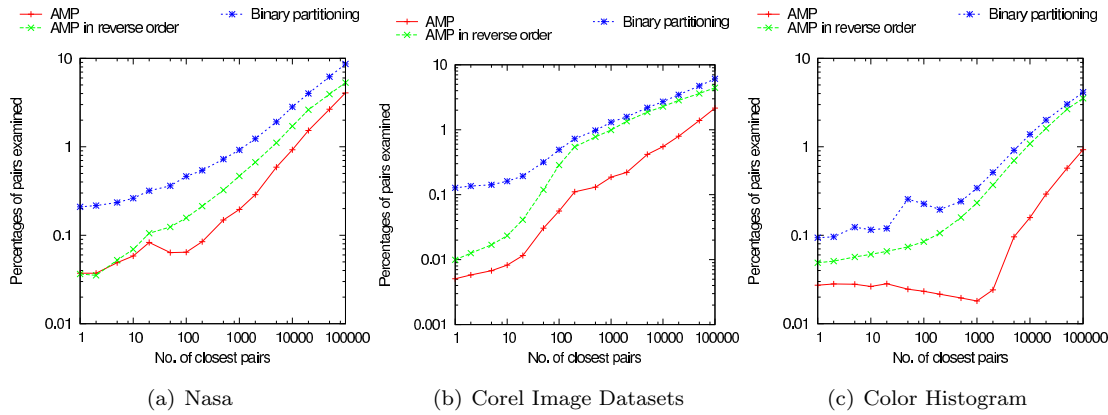 AMP
AMP in reverse order
Binary partitioning
Percentages of pairs examined
10
1
0.1
0.01
1 10 100 1000 10000 100000
No. of closest pairs
(a) Nasa
AMP
AMP in reverse order
Binary partitioning
Percentages of pairs examined
10
1
0.1
0.01
0.001
1 10 100 1000 10000 100000
No. of closest pairs
(b) Corel Image Datasets
AMP
AMP in reverse order
Binary partitioning
Percentages of pairs examined
10
1
0.1
0.01
1 10 100 1000 10000 100000
No. of closest pairs
(c) Color Histogram